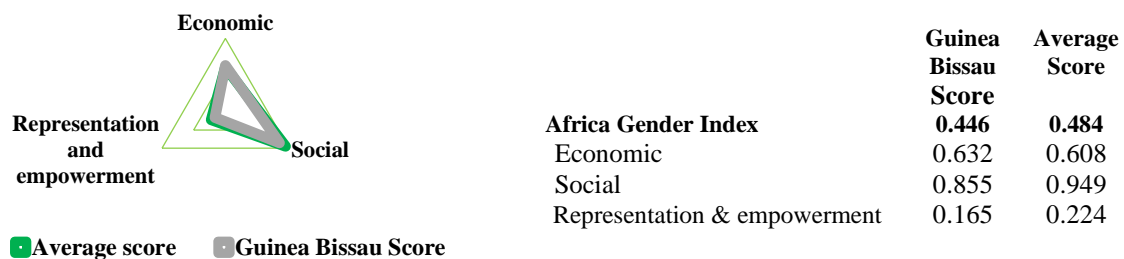 Economic
Representation
and
empowerment
Social
Average score Guinea Bissau Score
Guinea Average
Bissau Score
Score
Africa Gender Index 0.446 0.484
Economic 0.632 0.608
Social 0.855 0.949
Representation & empowerment 0.165 0.224